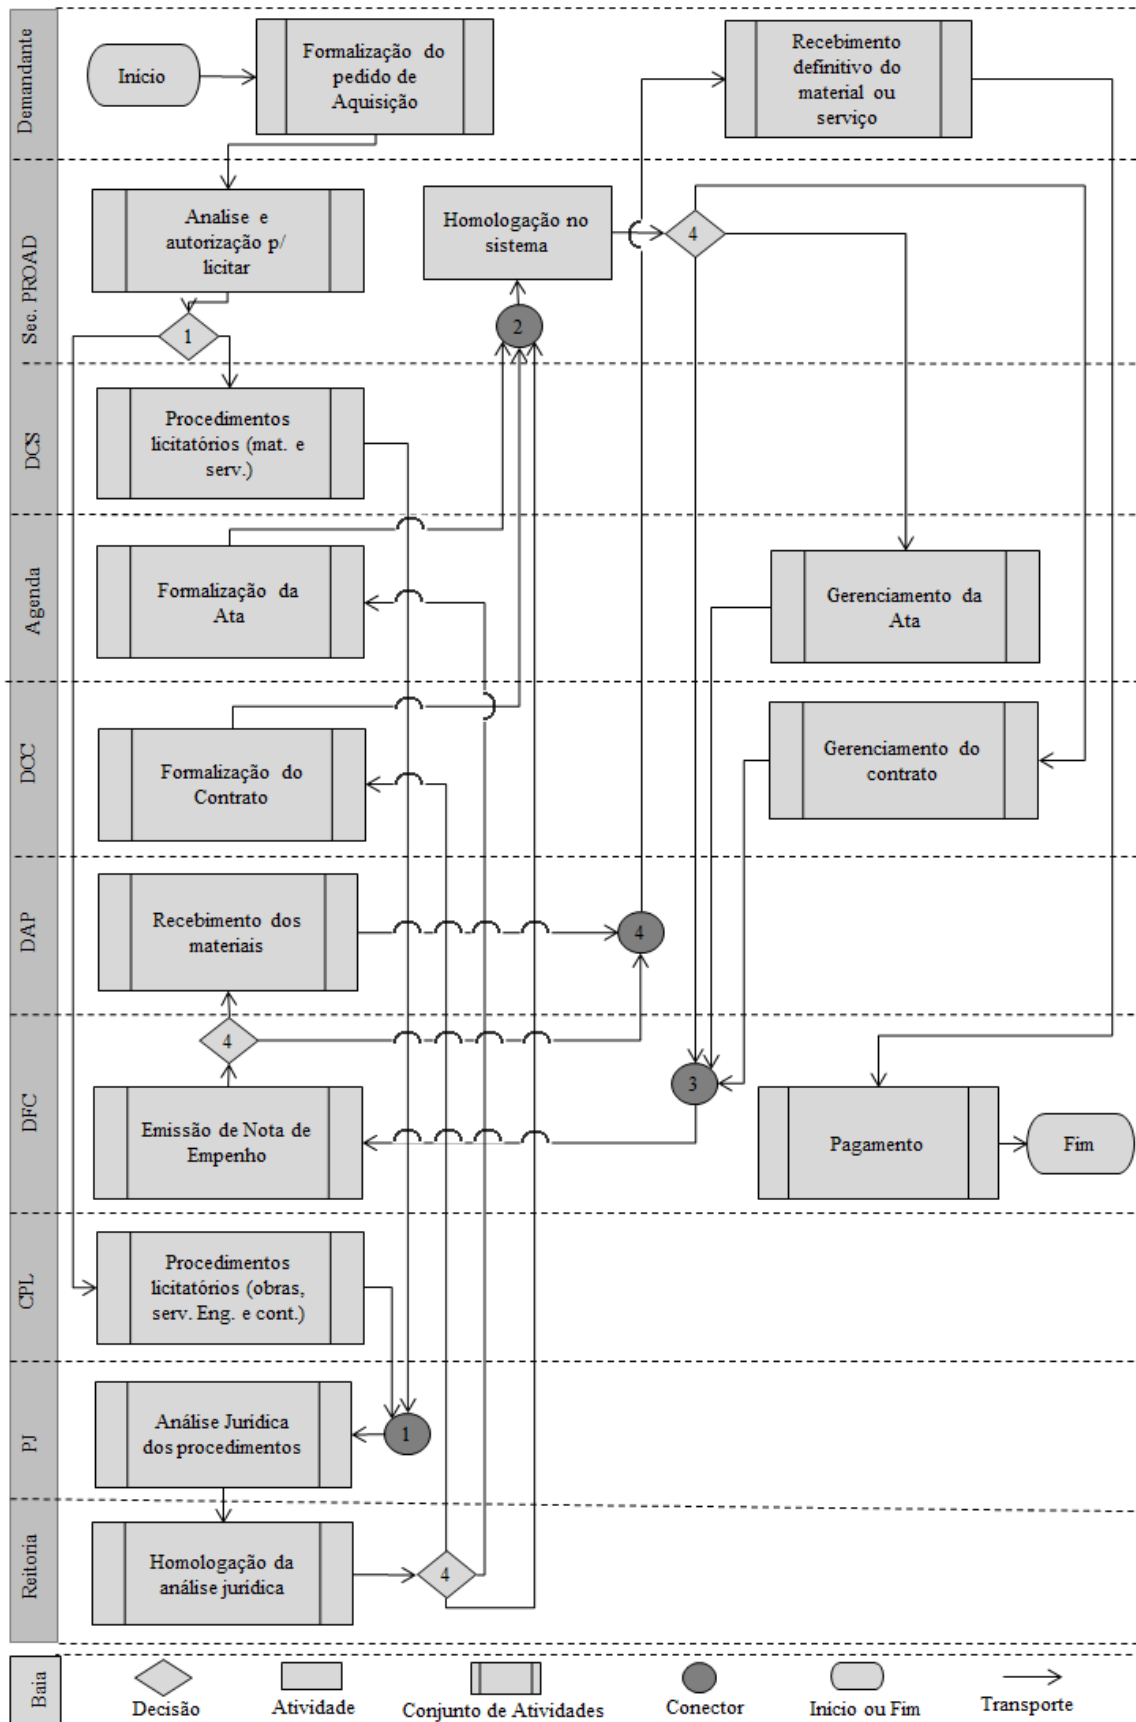 Demandante
Início
Formalização do
pedido de
Aquisição
Recebimento
definitivo do
material ou
serviço
Sec. PROAD
Analise e
autorização p/
licitar
1
Homologação no
sistema
4
2
DCS
Procedimentos
licitatórios (mat. e
serv.)
Agenda
Formalização da
Ata
Gerenciamento da
Ata
DCC
Formalização do
Contrato
Gerenciamento do
contrato
DAP
Recebimento dos
materiais
4
DFC
4
Emissão de Nota de
Empenho
3
Pagamento
Fim
CPL
Procedimentos
licitatórios (obras,
serv. Eng. e cont.)
PJ
Análise Jurídica
dos procedimentos
1
Reitoria
Homologação da
análise jurídica
4
Baia
Decisão
Atividade
Conjunto de Atividades
Conector
Início ou Fim
Transporte